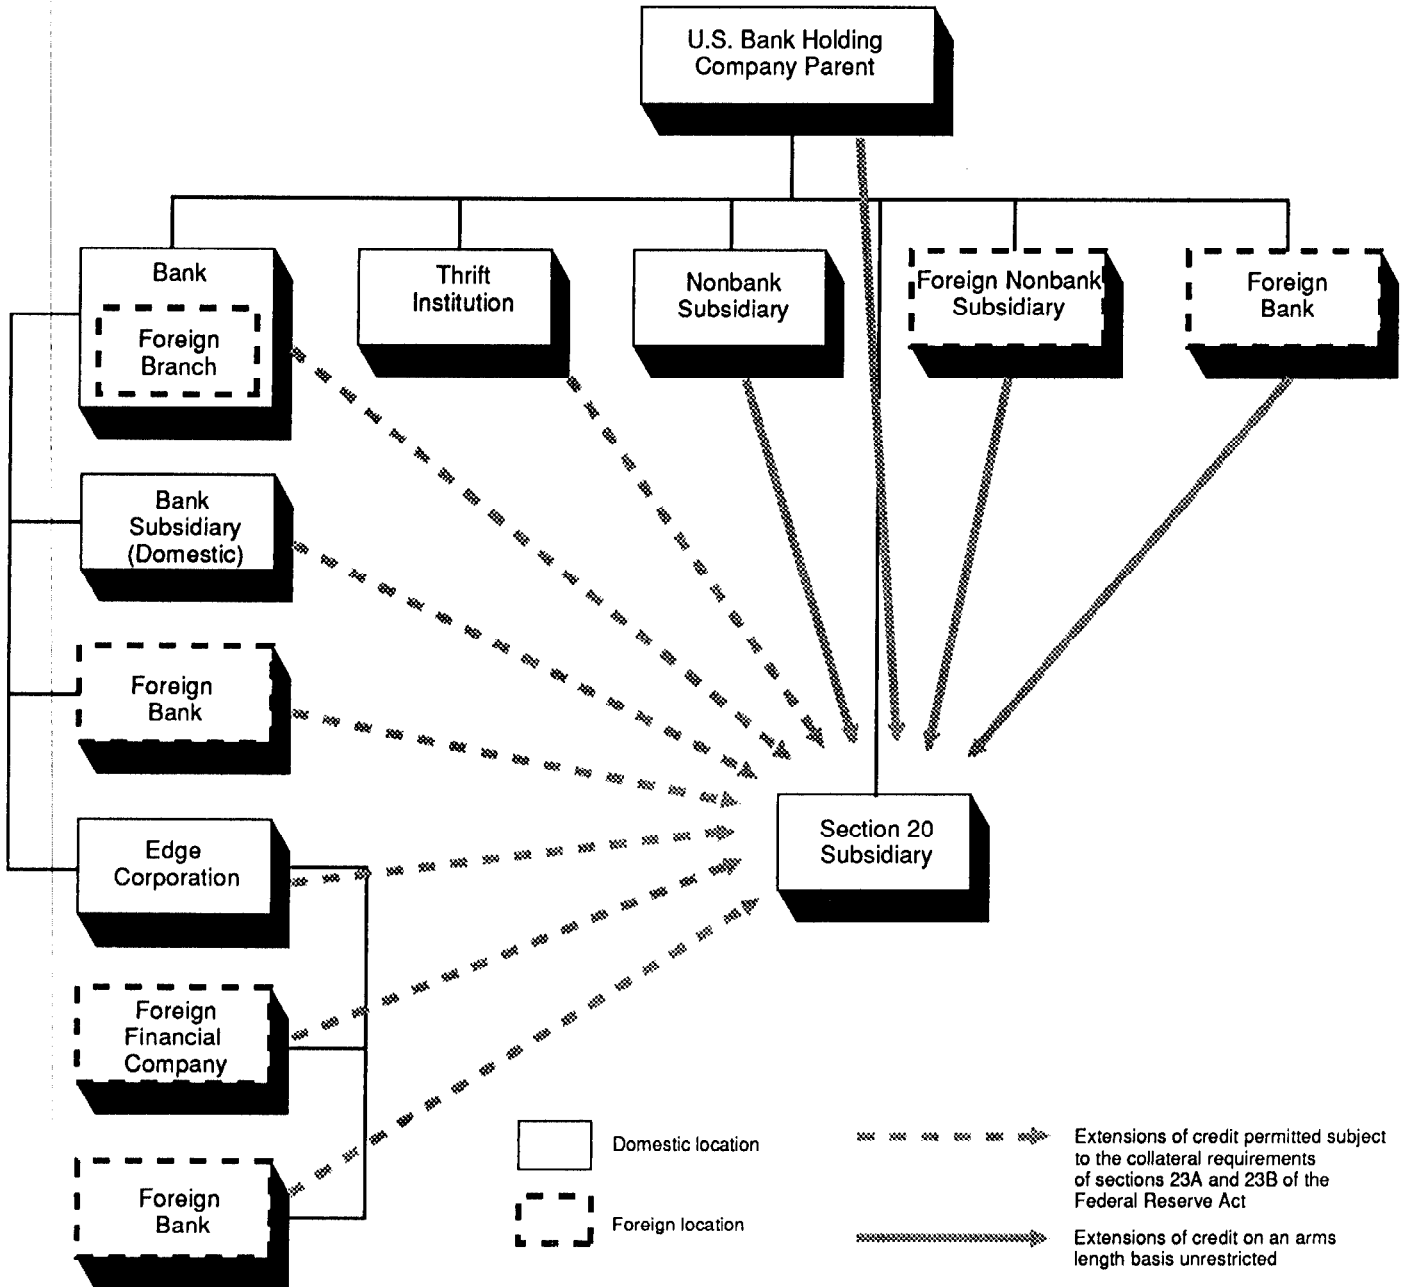 U.S. Bank Holding
Company Parent
Bank
Foreign
Branch
Thrift
Institution
Nonbank
Subsidiary
Foreign Nonbank
Subsidiary
Foreign
Bank
Bank
Subsidiary
(Domestic)
Foreign
Bank
Edge
Corporation
Section 20
Subsidiary
Foreign
Financial
Company
Foreign
Bank
Domestic location
Foreign location
Extensions of credit permitted subject
to the collateral requirements
of sections 23A and 23B of the
Federal Reserve Act
Extensions of credit on an arms
length basis unrestricted